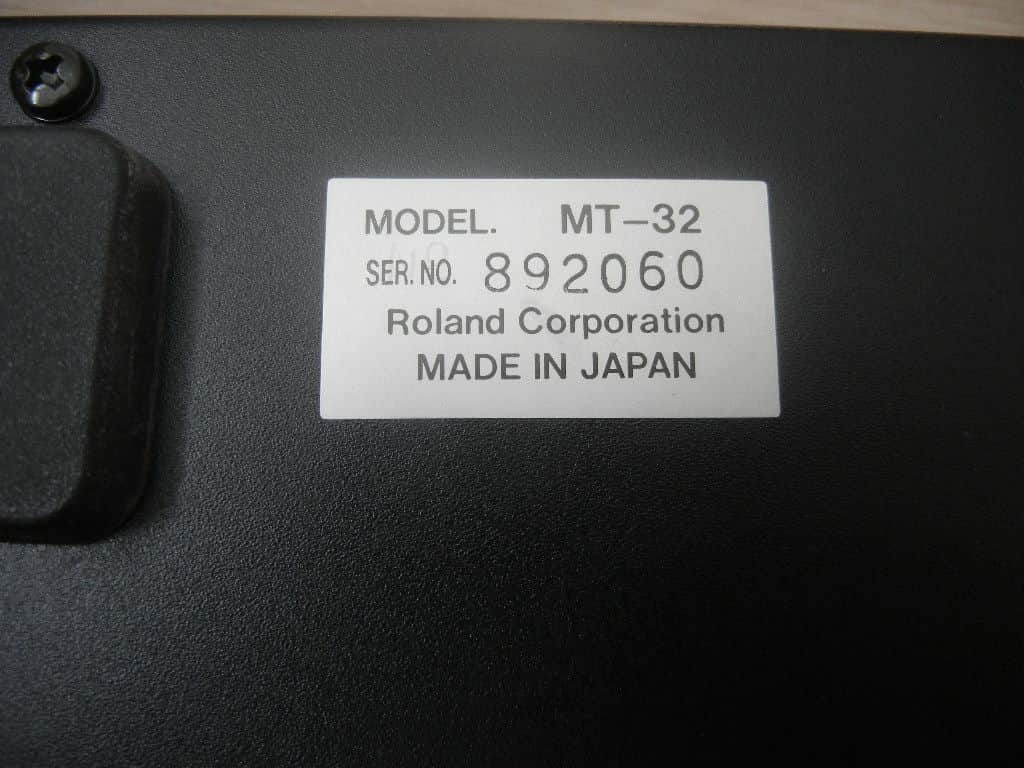 MODEL. MT-32
SER. NO. 892060
Roland Corporation
MADE IN JAPAN